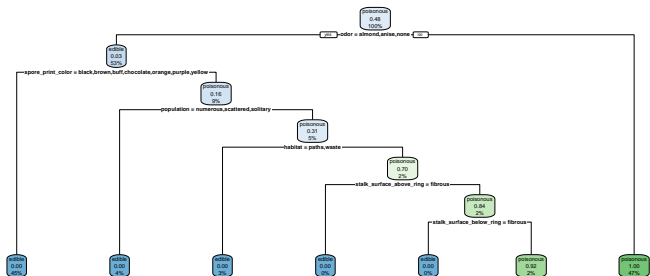 poisonous
0.48
100%
yes odor = almond,anise,none no
edible
0.03
53%
spore_print_color = black,brown,buff,chocolate,orange,purple,yellow
poisonous
0.16
9%
population = numerous,scattered,solitary
poisonous
0.31
5%
habitat = paths,waste
poisonous
0.70
2%
stalk_surface_above_ring = fibrous
poisonous
0.84
2%
stalk_surface_below_ring = fibrous
edible
0.00
45%
edible
0.00
4%
edible
0.00
3%
edible
0.00
0%
edible
0.00
0%
poisonous
0.92
2%
poisonous
1.00
47%